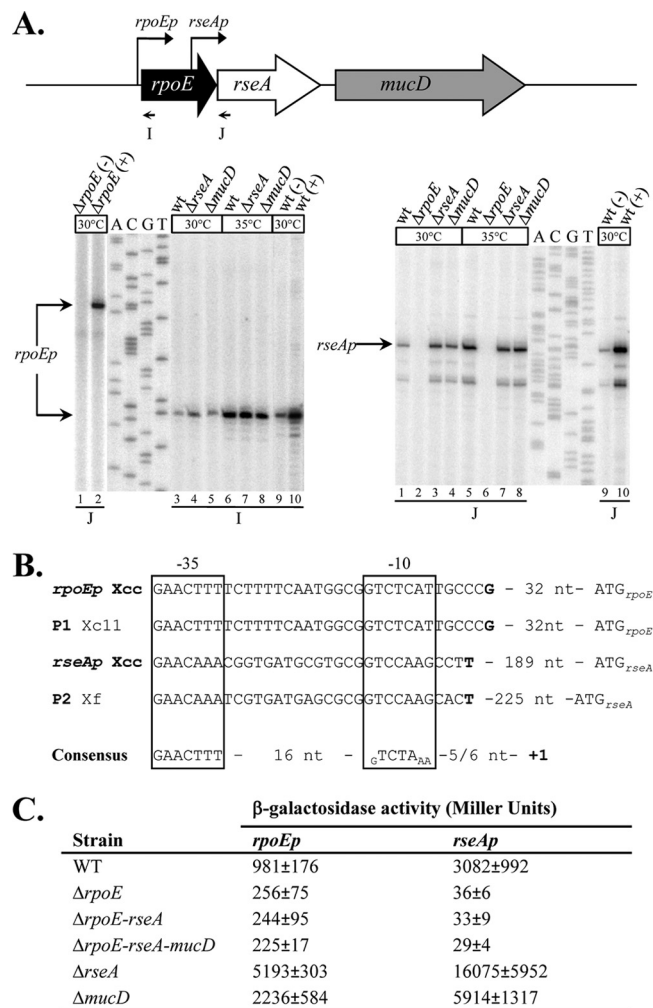 A.
rpoEp rseAp
rpoE rseA mucD
I J
ΔrpoE (-) ΔrpoE (+)
30°C
A C G T
wt ΔrseA ΔmucD wt ΔrseA ΔmucD wt (-) wt (+)
30°C 35°C 30°C
rpoEp
1 2 3 4 5 6 7 8 9 10
J I
wt ΔrpoE ΔrseA ΔmucD wt ΔrpoE ΔrseA ΔmucD
30°C 35°C
A C G T
wt (-) wt (+)
30°C
rseAp
1 2 3 4 5 6 7 8 9 10
J J
B.
-35 -10
rpoEp Xcc GAACTTTTCTTTTCAATGGCGGTCTCATTGCCCG - 32 nt- ATGrpoE
P1 Xc11 GAACTTTTCTTTTCAATGGCGGTCTCATTGCCCG - 32nt- ATGrpoE
rseAp Xcc GAACAAACGGTGATGCGTGCGGTCCAAGCCTT - 189 nt- ATGrseA
P2 Xf GAACAAATCGTGATGAGCGCGGTCCAAGCACT -225 nt -ATGrseA
Consensus GAACTTT - 16 nt - GTCTAAA -5/6 nt- +1
C.
β-galactosidase activity (Miller Units)
Strain rpoEp rseAp
WT 981±176 3082±992
ΔrpoE 256±75 36±6
ΔrpoE-rseA 244±95 33±9
ΔrpoE-rseA-mucD 225±17 29±4
ΔrseA 5193±303 16075±5952
ΔmucD 2236±584 5914±1317